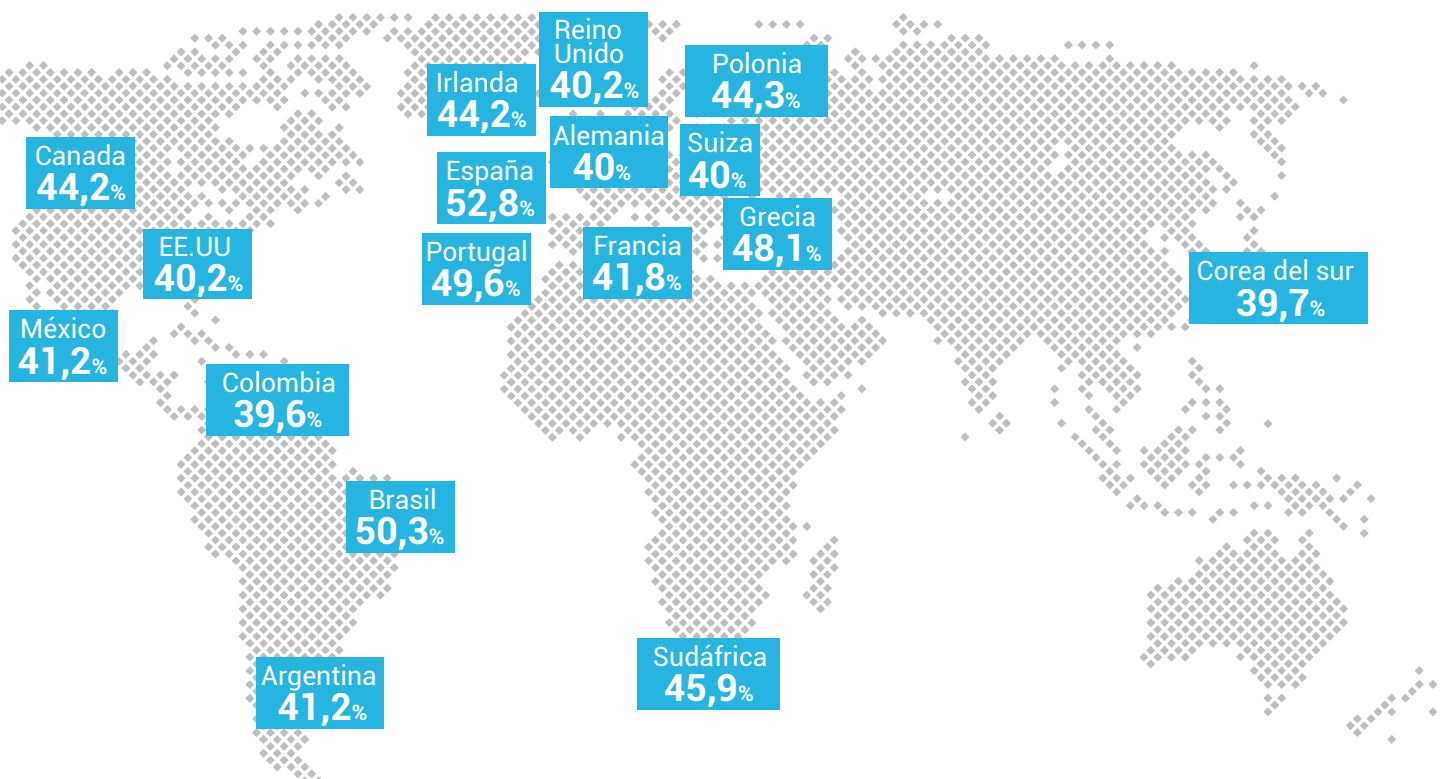 Reino
Unido
40,2%
Irlanda
44,2%
Polonia
44,3%
Alemania
40%
Suiza
40%
Canada
44,2%
España
52,8%
Grecia
48,1%
EE.UU
40,2%
Portugal
49,6%
Francia
41,8%
Corea del sur
39,7%
México
41,2%
Colombia
39,6%
Brasil
50,3%
Sudáfrica
45,9%
Argentina
41,2%